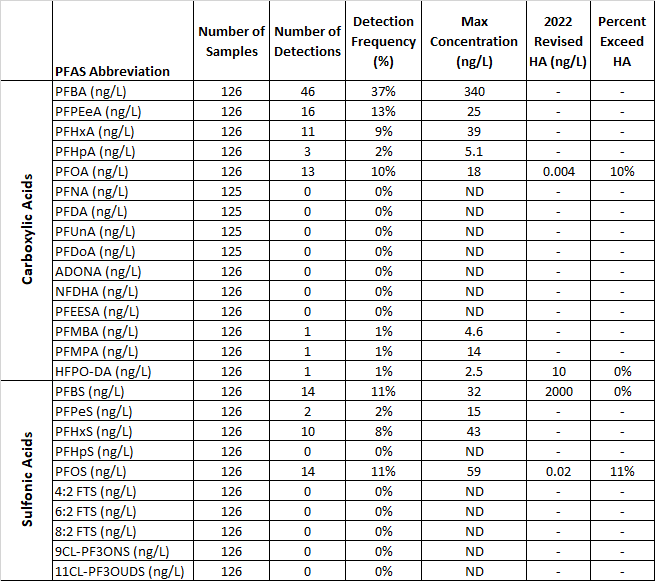 PFAS Abbreviation Number of Samples Number of Detections Detection Frequency (%) Max Concentration (ng/L) 2022 Revised HA (ng/L) Percent Exceed HA
Carboxylic Acids
PFBA (ng/L) 126 46 37% 340 - -
PFPEeA (ng/L) 126 16 13% 25 - -
PFHxA (ng/L) 126 11 9% 39 - -
PFHpA (ng/L) 126 3 2% 5.1 - -
PFOA (ng/L) 126 13 10% 18 0.004 10%
PFNA (ng/L) 125 0 0% ND - -
PFDA (ng/L) 125 0 0% ND - -
PFUnA (ng/L) 125 0 0% ND - -
PFDoA (ng/L) 125 0 0% ND - -
ADONA (ng/L) 126 0 0% ND - -
NFDHA (ng/L) 126 0 0% ND - -
PFEESA (ng/L) 126 0 0% ND - -
PFMBA (ng/L) 126 1 1% 4.6 - -
PFMPA (ng/L) 126 1 1% 14 - -
HFPO-DA (ng/L) 126 1 1% 2.5 10 0%
Sulfonic Acids
PFBS (ng/L) 126 14 11% 32 2000 0%
PFPeS (ng/L) 126 2 2% 15 - -
PFHxS (ng/L) 126 10 8% 43 - -
PFHpS (ng/L) 126 0 0% ND - -
PFOS (ng/L) 126 14 11% 59 0.02 11%
4:2 FTS (ng/L) 126 0 0% ND - -
6:2 FTS (ng/L) 126 0 0% ND - -
8:2 FTS (ng/L) 126 0 0% ND - -
9CL-PF3ONS (ng/L) 126 0 0% ND - -
11CL-PF3OUDS (ng/L) 126 0 0% ND - -